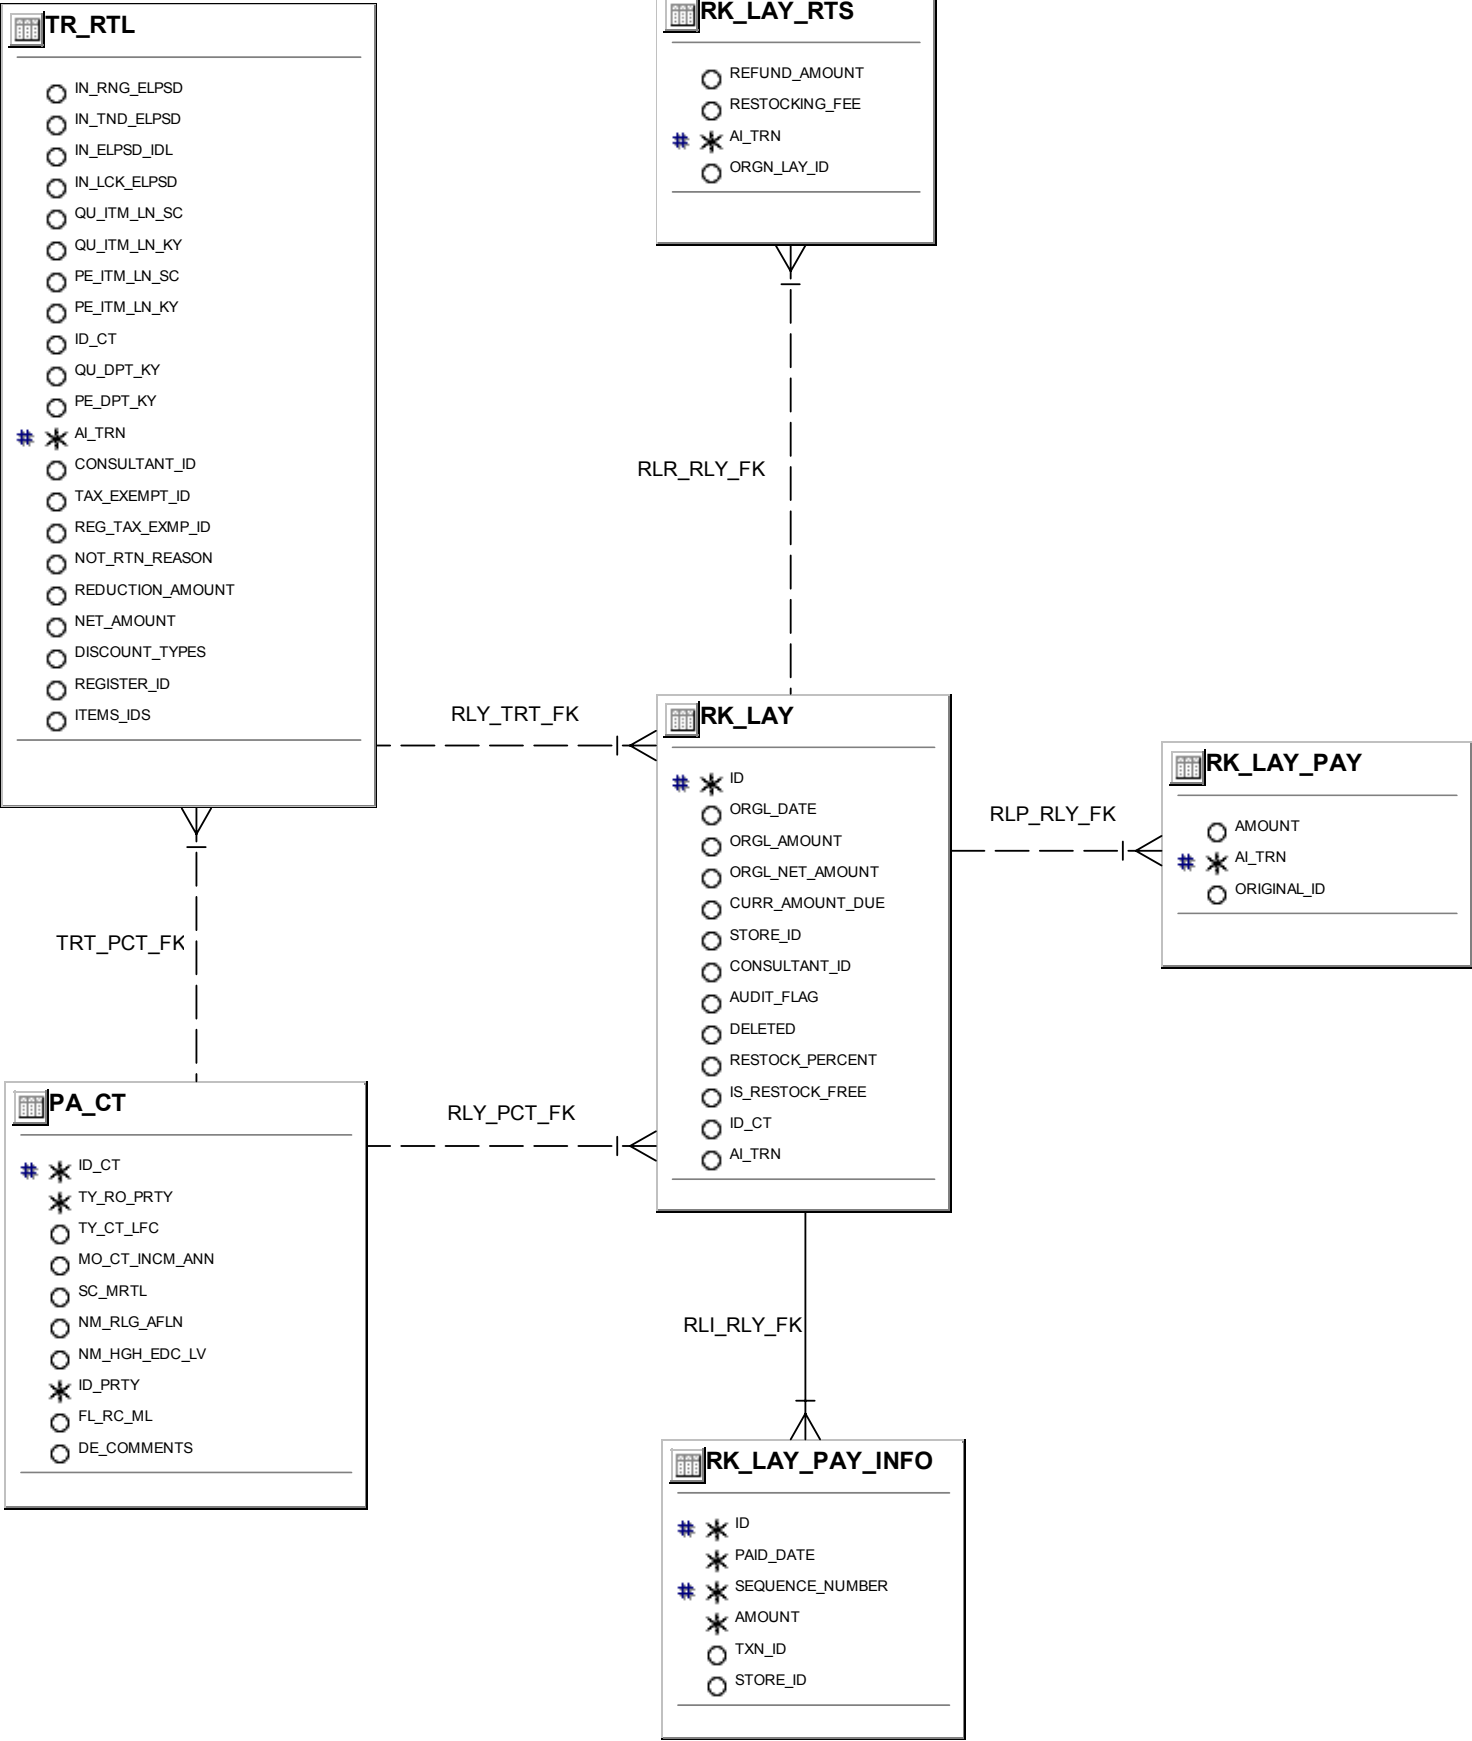 TR_RTL
IN_RNG_ELPSD
IN_TND_ELPSD
IN_ELPSD_IDL
IN_LCK_ELPSD
QU_ITM_LN_SC
QU_ITM_LN_KY
PE_ITM_LN_SC
PE_ITM_LN_KY
ID_CT
QU_DPT_KY
PE_DPT_KY
# * AI_TRN
CONSULTANT_ID
TAX_EXEMPT_ID
REG_TAX_EXMP_ID
NOT_RTN_REASON
REDUCTION_AMOUNT
NET_AMOUNT
DISCOUNT_TYPES
REGISTER_ID
ITEMS_IDS
RK_LAY_RTS
REFUND_AMOUNT
RESTOCKING_FEE
# * AI_TRN
ORGN_LAY_ID
RLR_RLY_FK
RLY_TRT_FK
RK_LAY
# * ID
ORGL_DATE
ORGL_AMOUNT
ORGL_NET_AMOUNT
CURR_AMOUNT_DUE
STORE_ID
CONSULTANT_ID
AUDIT_FLAG
DELETED
RESTOCK_PERCENT
IS_RESTOCK_FREE
ID_CT
AI_TRN
RLP_RLY_FK
RK_LAY_PAY
AMOUNT
# * AI_TRN
ORIGINAL_ID
TRT_PCT_FK
PA_CT
# * ID_CT
* TY_RO_PRTY
TY_CT_LFC
MO_CT_INCM_ANN
SC_MRTL
NM_RLG_AFLN
NM_HGH_EDC_LV
* ID_PRTY
FL_RC_ML
DE_COMMENTS
RLY_PCT_FK
RLI_RLY_FK
RK_LAY_PAY_INFO
# * ID
* PAID_DATE
# * SEQUENCE_NUMBER
* AMOUNT
TXN_ID
STORE_ID